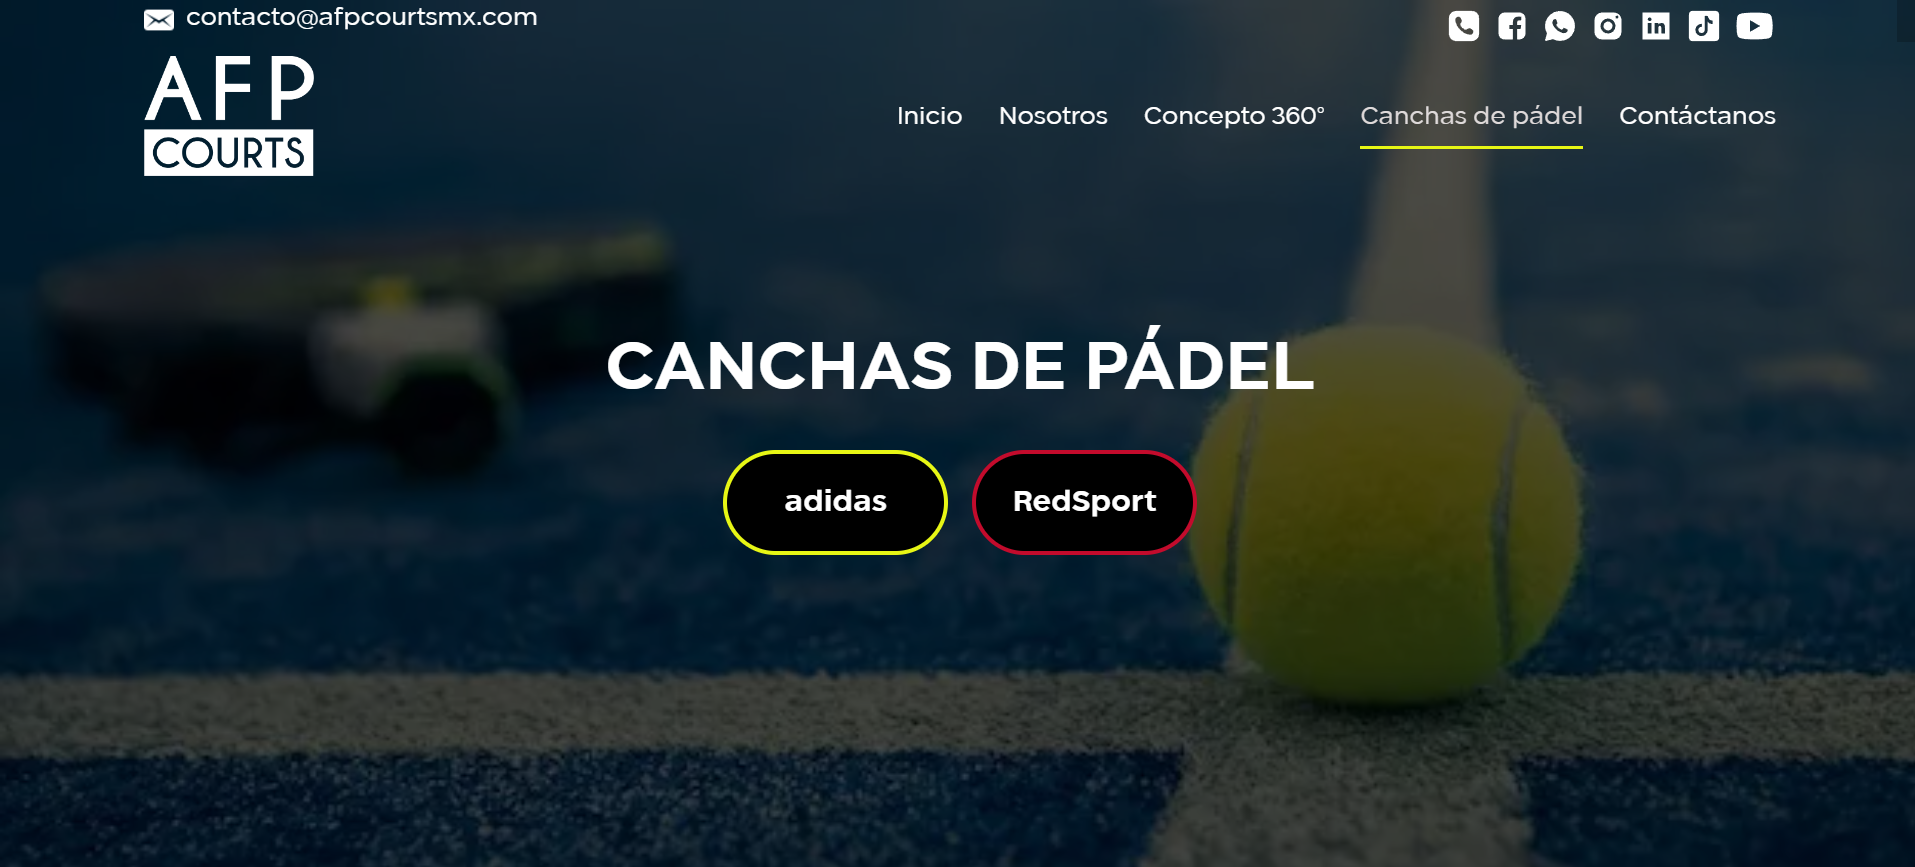 contacto@afpcourtsmx.com
AFP
COURTS
Inicio
Nosotros
Concepto 360°
Canchas de pádel
Contáctanos
CANCHAS DE PÁDEL
adidas
RedSport